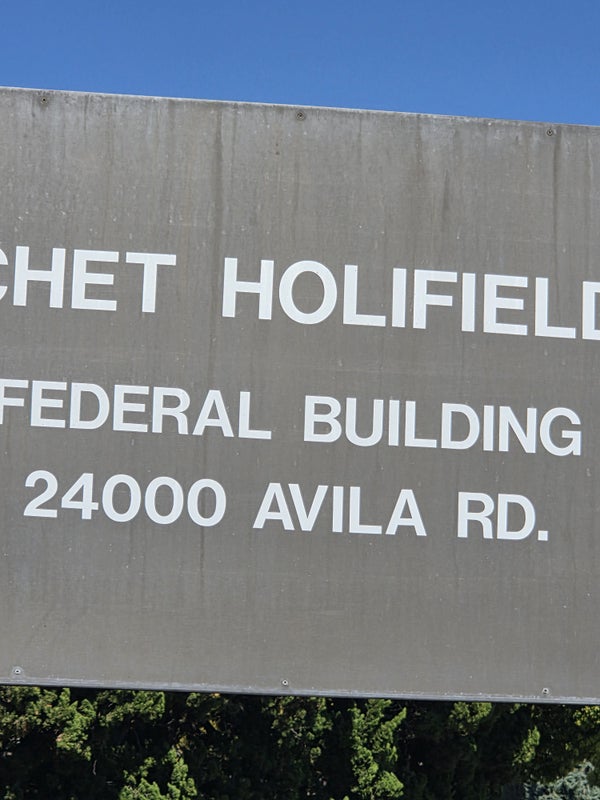 CHET HOLIFIELD
FEDERAL BUILDING
24000 AVILA RD.